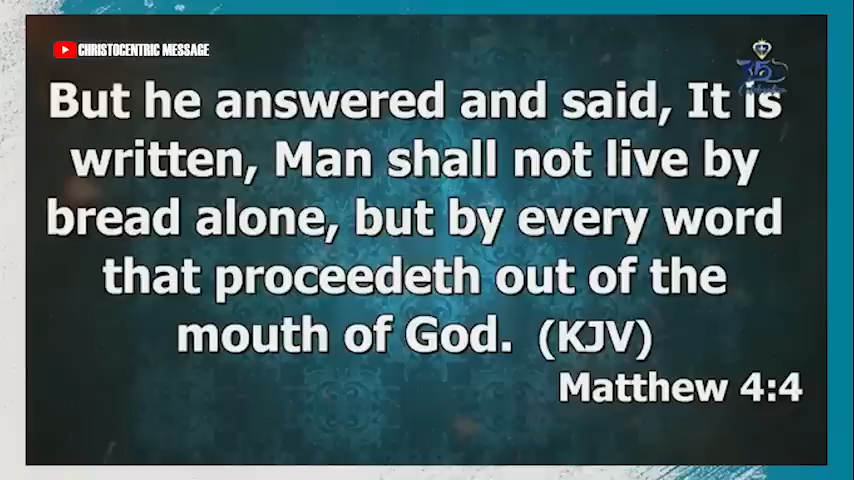 CHRISTOCENTRIC MESSAGE
But he answered and said, It is
written, Man shall not live by
bread alone, but by every word
that proceedeth out of the
mouth of God. (KJV)
Matthew 4:4